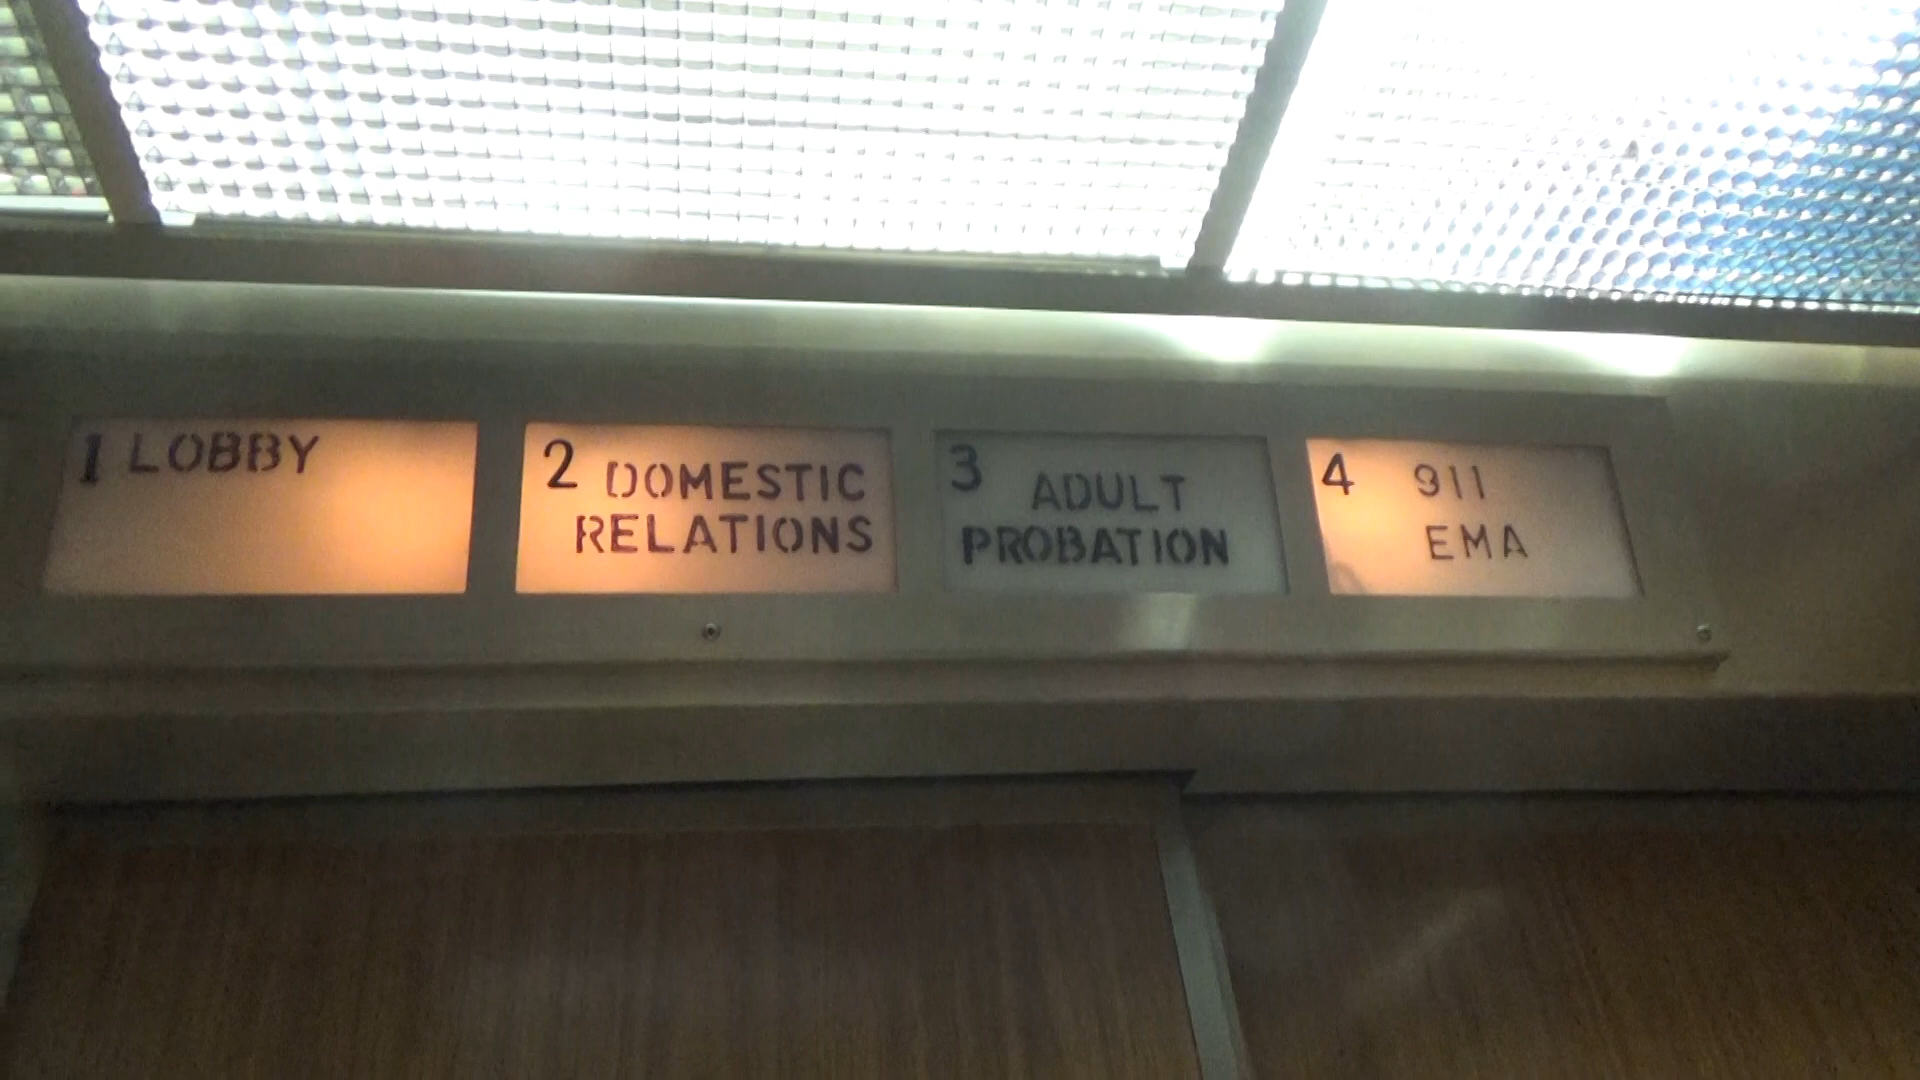 1 LOBBY
2 DOMESTIC
RELATIONS
3 ADULT
PROBATION
4 911
EMA